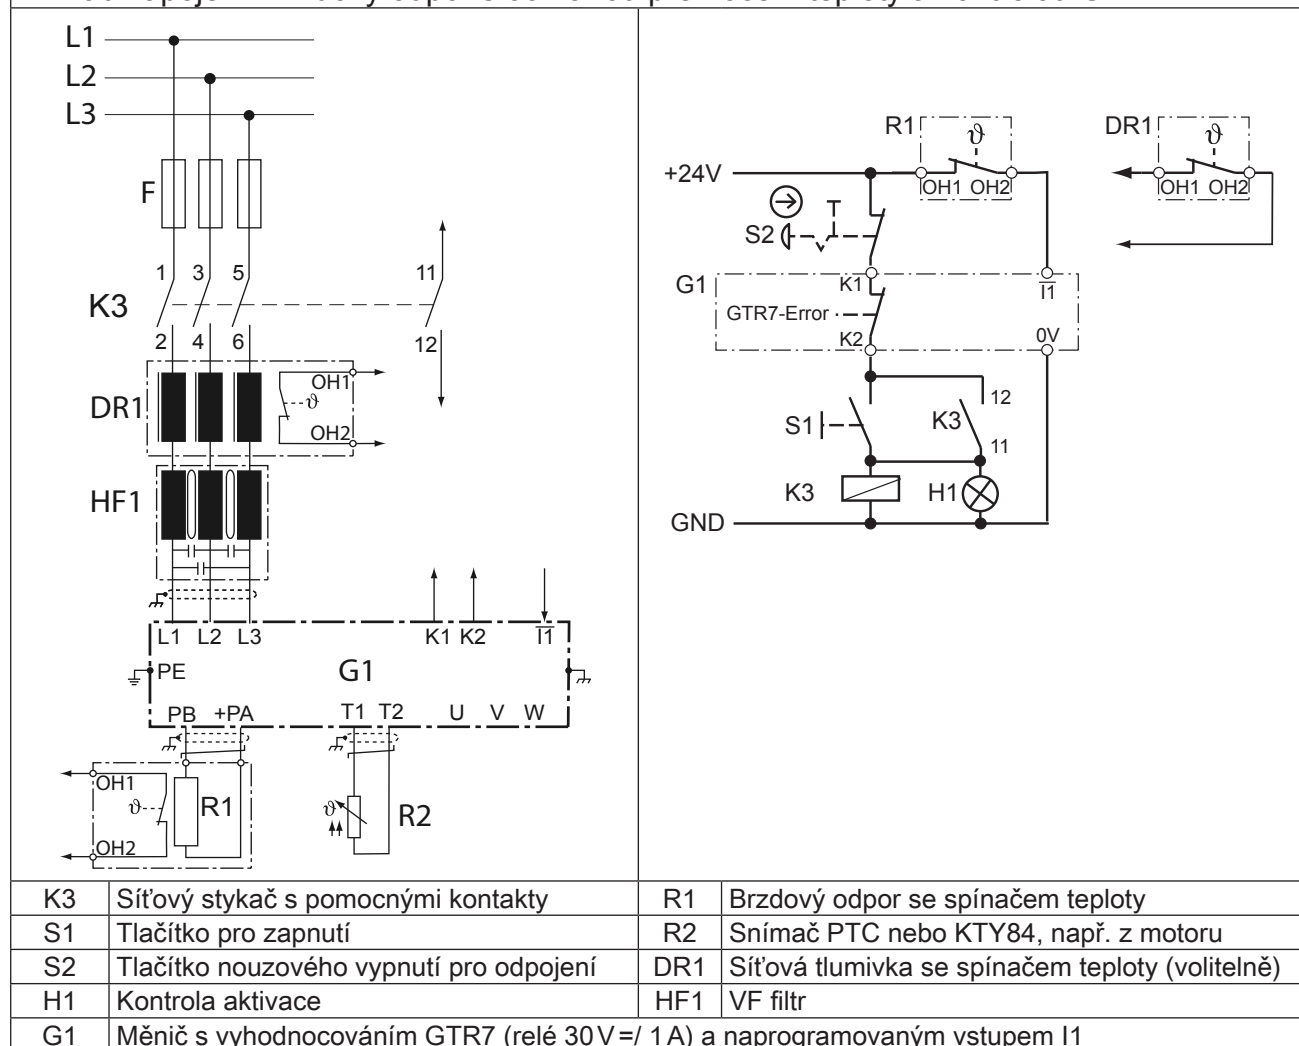 L1
L2
L3
F
1 3 5 11
K3
2 4 6 12
DR1 OH1
ϑ
OH2
HF1
L1 L2 L3 K1 K2 I1
PE G1
PB +PA T1 T2 U V W
OH1
ϑ R1 ϑ R2
OH2
R1 ϑ DR1 ϑ
+24V OH1 OH2 OH1 OH2
S2
G1 K1 I1
GTR7-Error
K2 0V
12
S1 K3
11
K3 H1
GND
K3 Síťový stykač s pomocnými kontakty R1 Brzdový odpor se spínačem teploty
S1 Tlačítko pro zapnutí R2 Snímač PTC nebo KTY84, např. z motoru
S2 Tlačítko nouzového vypnutí pro odpojení DR1 Síťová tlumivka se spínačem teploty (volitelně)
H1 Kontrola aktivace HF1 VF filtr
G1 Měnič s vyhodnocováním GTR7 (relé 30 V =/ 1 A) a naprogramovaným vstupem I1